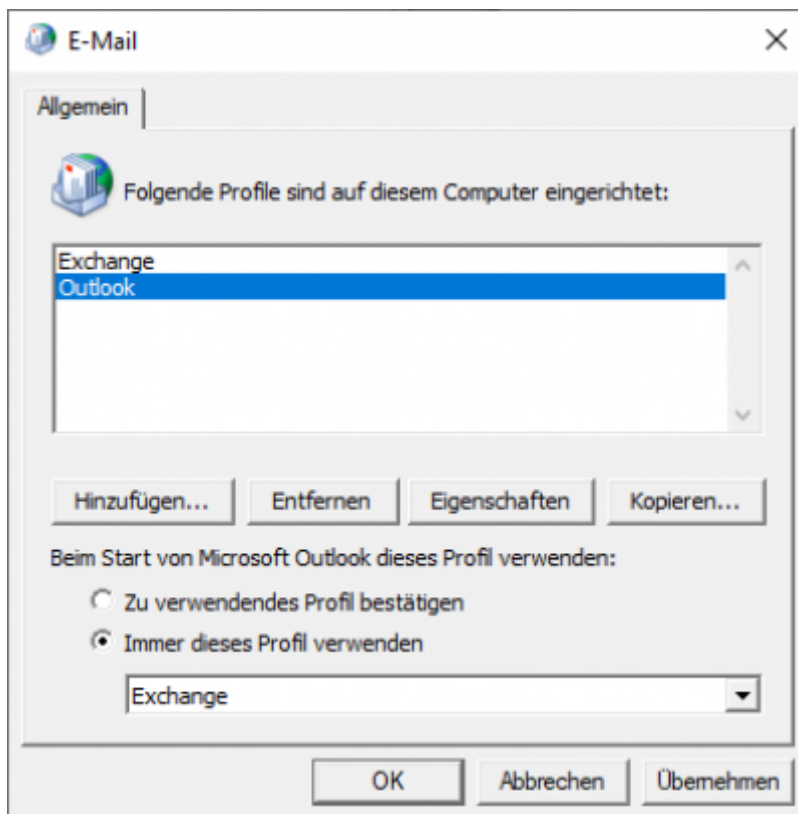 E-Mail
Allgemein
Folgende Profile sind auf diesem Computer eingerichtet:
Exchange
Outlook
Hinzufügen... Entfernen Eigenschaften Kopieren...
Beim Start von Microsoft Outlook dieses Profil verwenden:
Zu verwendendes Profil bestätigen
Immer dieses Profil verwenden
Exchange
OK Abbrechen Übernehmen